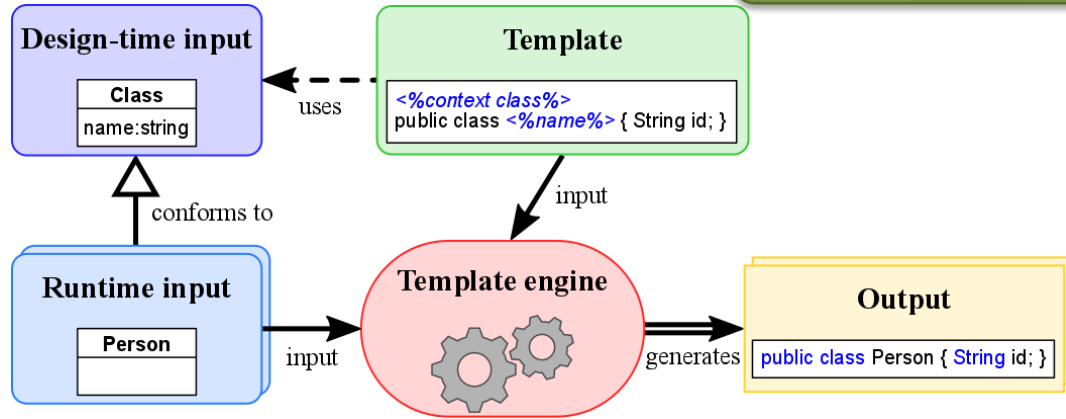 Design-time input
Class
name:string
uses
Template
<%context class%>
public class <%name%> { String id; }
conforms to
input
Runtime input
Person
input
Template engine
generates
Output
public class Person { String id; }